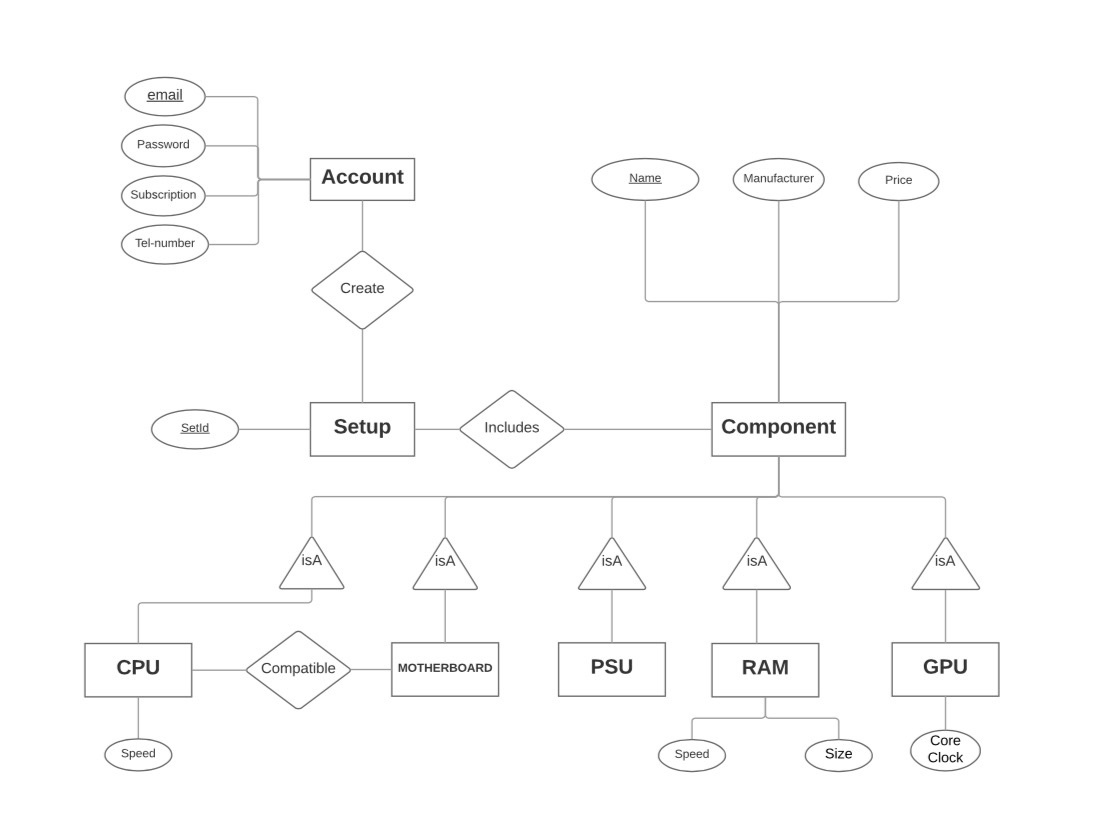 email
Password
Subscription
Tel-number
Account
Name
Manufacturer
Price
Create
SetId
Setup
Includes
Component
isA
isA
isA
isA
isA
CPU
Compatible
MOTHERBOARD
PSU
RAM
GPU
Speed
Speed
Size
Core
Clock